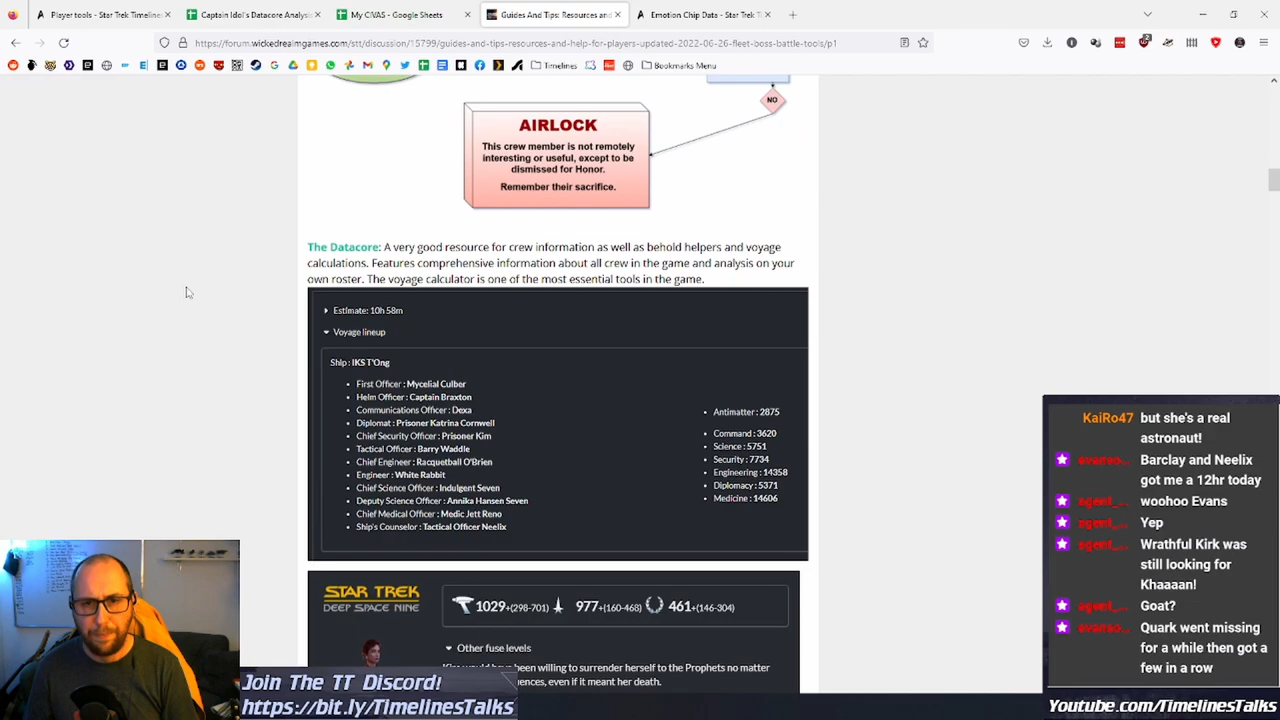 Player tools - Star Trek Timelines
Captain Idol's Datacore Analysis
My CIVAS - Google Sheets
Guides And Tips: Resources and
Emotion Chip Data - Star Trek T
https://forum.wickedrealmgames.com/stt/discussion/15799/guides-and-tips-resources-and-help-for-players-updated-2022-06-26-fleet-boss-battle-tools/p1
Timelines
Bookmarks Menu
NO
AIRLOCK
This crew member is not remotely
interesting or useful, except to be
dismissed for Honor.
Remember their sacrifice.
The Datacore: A very good resource for crew information as well as behold helpers and voyage
calculations. Features comprehensive information about all crew in the game and analysis on your
own roster. The voyage calculator is one of the most essential tools in the game.
Estimate: 10h 58m
Voyage lineup
Ship : IKS T'Ong
First Officer : Mycelial Culber
Helm Officer : Captain Braxton
Communications Officer : Dexa
Diplomat : Prisoner Katrina Cornwell
Chief Security Officer : Prisoner Kim
Tactical Officer : Barry Waddle
Chief Engineer : Racquetball O'Brien
Engineer : White Rabbit
Chief Science Officer : Indulgent Seven
Deputy Science Officer : Annika Hansen Seven
Chief Medical Officer : Medic Jett Reno
Ship's Counselor : Tactical Officer Neelix
Antimatter : 2875
Command : 3620
Science : 5751
Security : 7734
Engineering : 14358
Diplomacy : 5371
Medicine : 14606
STAR TREK
DEEP SPACE NINE
1029+(298-701) 977+(160-468) 461+(146-304)
Other fuse levels
Kira would have been willing to surrender herself to the Prophets no matter
uences, even if it meant her death.
KaiRo47 but she's a real
astronaut!
Barclay and Neelix
got me a 12hr today
agent_... woohoo Evans
agent_... Yep
agent_... Wrathful Kirk was
still looking for
Khaaaan!
agent_... Goat?
Quark went missing
for a while then got a
few in a row
Join The TT Discord!
https://bit.ly/TimelinesTalks
Youtube.com/TimelinesTalks